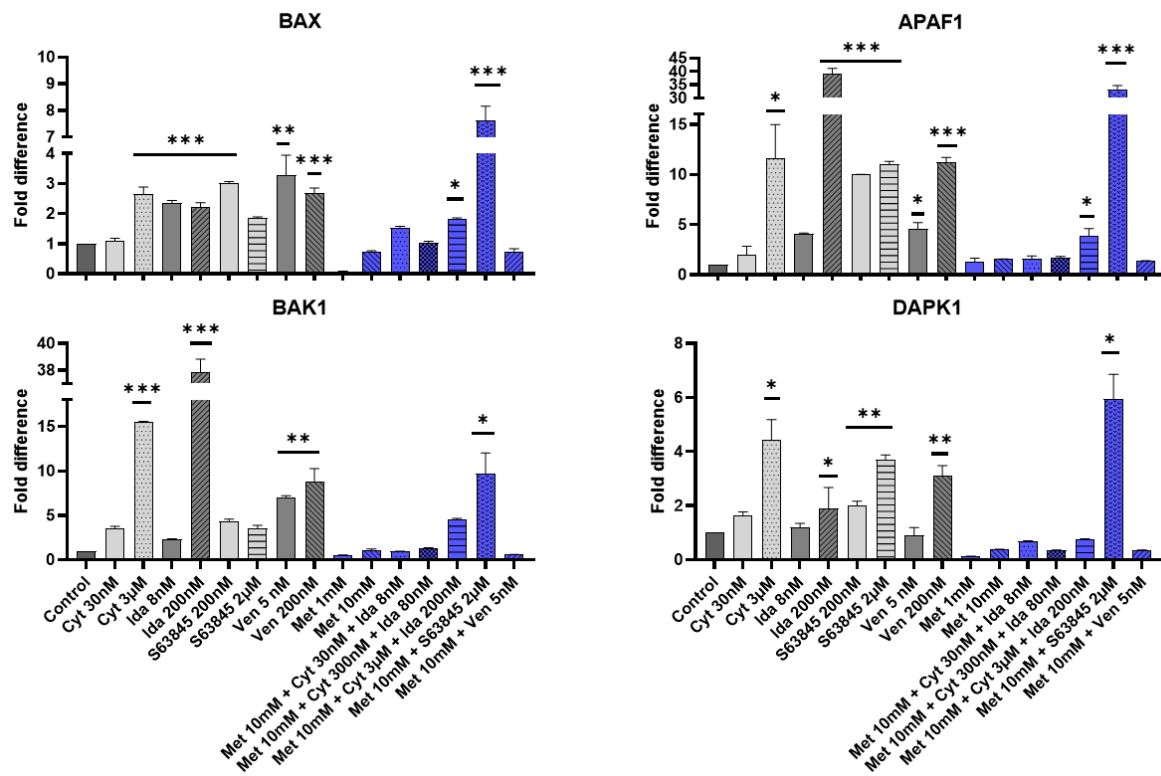 BAX
Fold difference
10
9
8
7
4
3
2
1
0
***
**
***
*
***
APAF1
Fold difference
45
40
35
30
15
10
5
0
*
***
*
***
*
***
BAK1
Fold difference
40
38
15
10
5
0
***
***
**
*
Control
Cyt 30nM
Cyt 3µM
Ida 8nM
Ida 200nM
S63845 200nM
S63845 2µM
Ven 5 nM
Ven 200nM
Met 1mM
Met 10mM
Met 10mM + Cyt 30nM + Ida 8nM
Met 10mM + Cyt 300nM + Ida 80nM
Met 10mM + Cyt 3µM + Ida 200nM
Met 10mM + S63845 2µM
Met 10mM + Ven 5nM
DAPK1
Fold difference
8
6
4
2
0
*
*
**
**
*
Control
Cyt 30nM
Cyt 3µM
Ida 8nM
Ida 200nM
S63845 200nM
S63845 2µM
Ven 5 nM
Ven 200nM
Met 1mM
Met 10mM
Met 10mM + Cyt 30nM + Ida 8nM
Met 10mM + Cyt 300nM + Ida 80nM
Met 10mM + Cyt 3µM + Ida 200nM
Met 10mM + S63845 2µM
Met 10mM + Ven 5nM